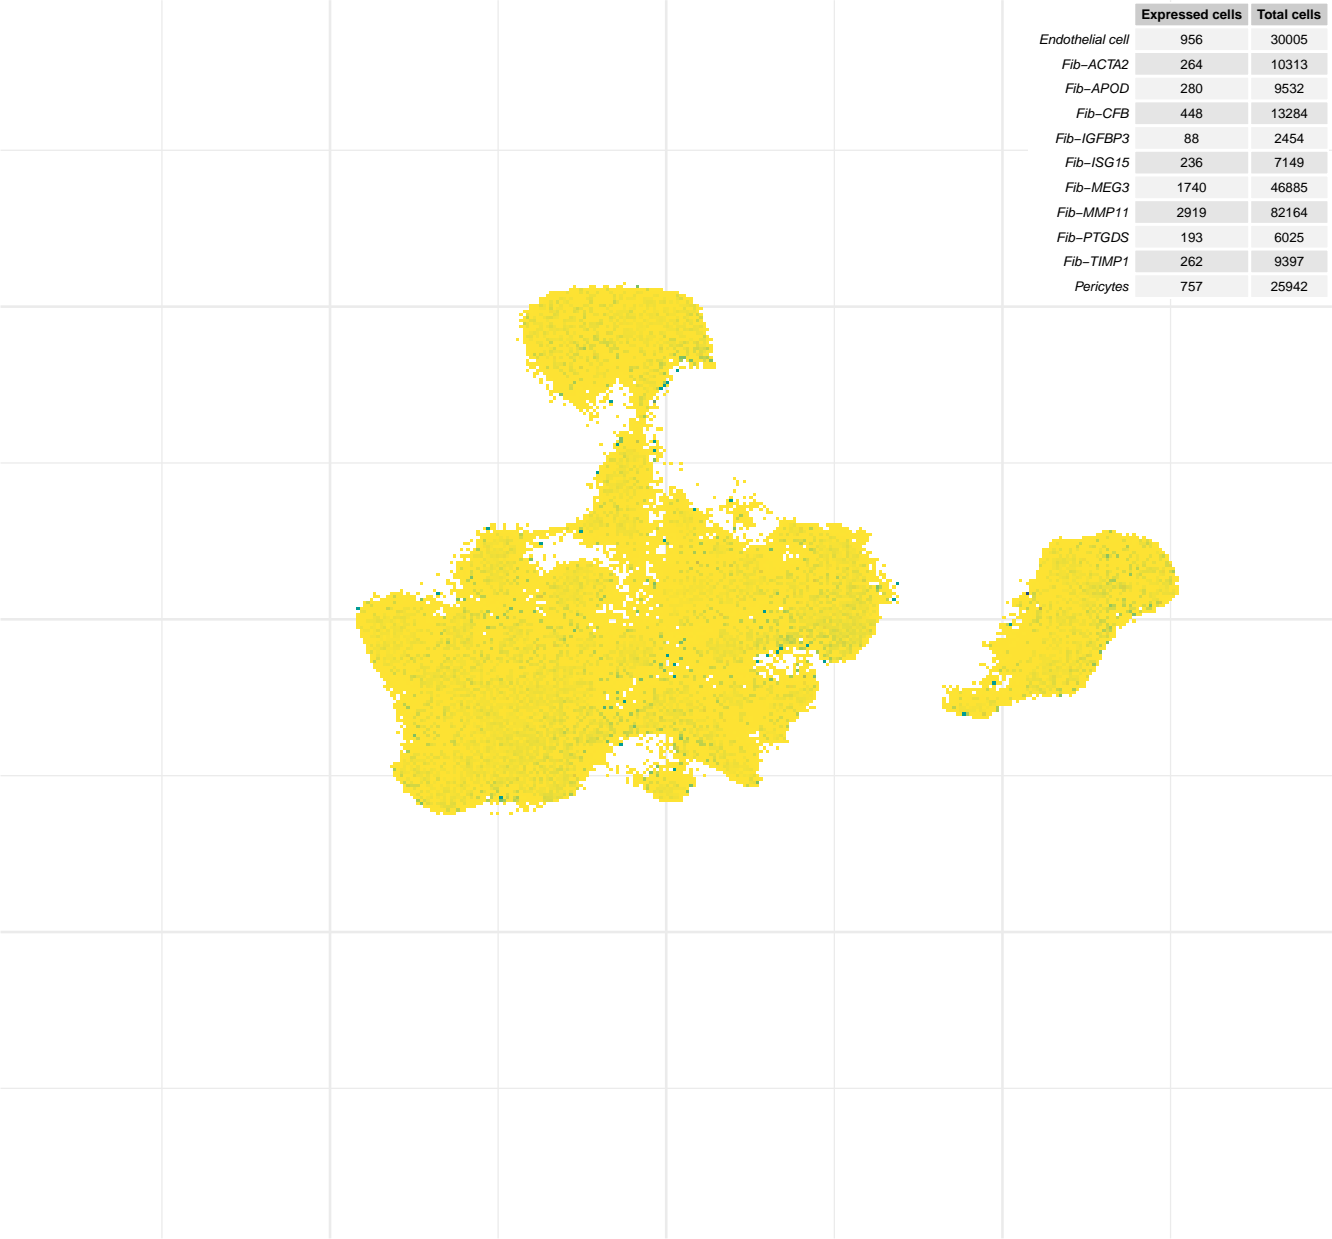 Expressed cells Total cells
Endothelial cell 956 30005
Fib−ACTA2 264 10313
Fib−APOD 280 9532
Fib−CFB 448 13284
Fib−IGFBP3 88 2454
Fib−ISG15 236 7149
Fib−MEG3 1740 46885
Fib−MMP11 2919 82164
Fib−PTGDS 193 6025
Fib−TIMP1 262 9397
Pericytes 757 25942